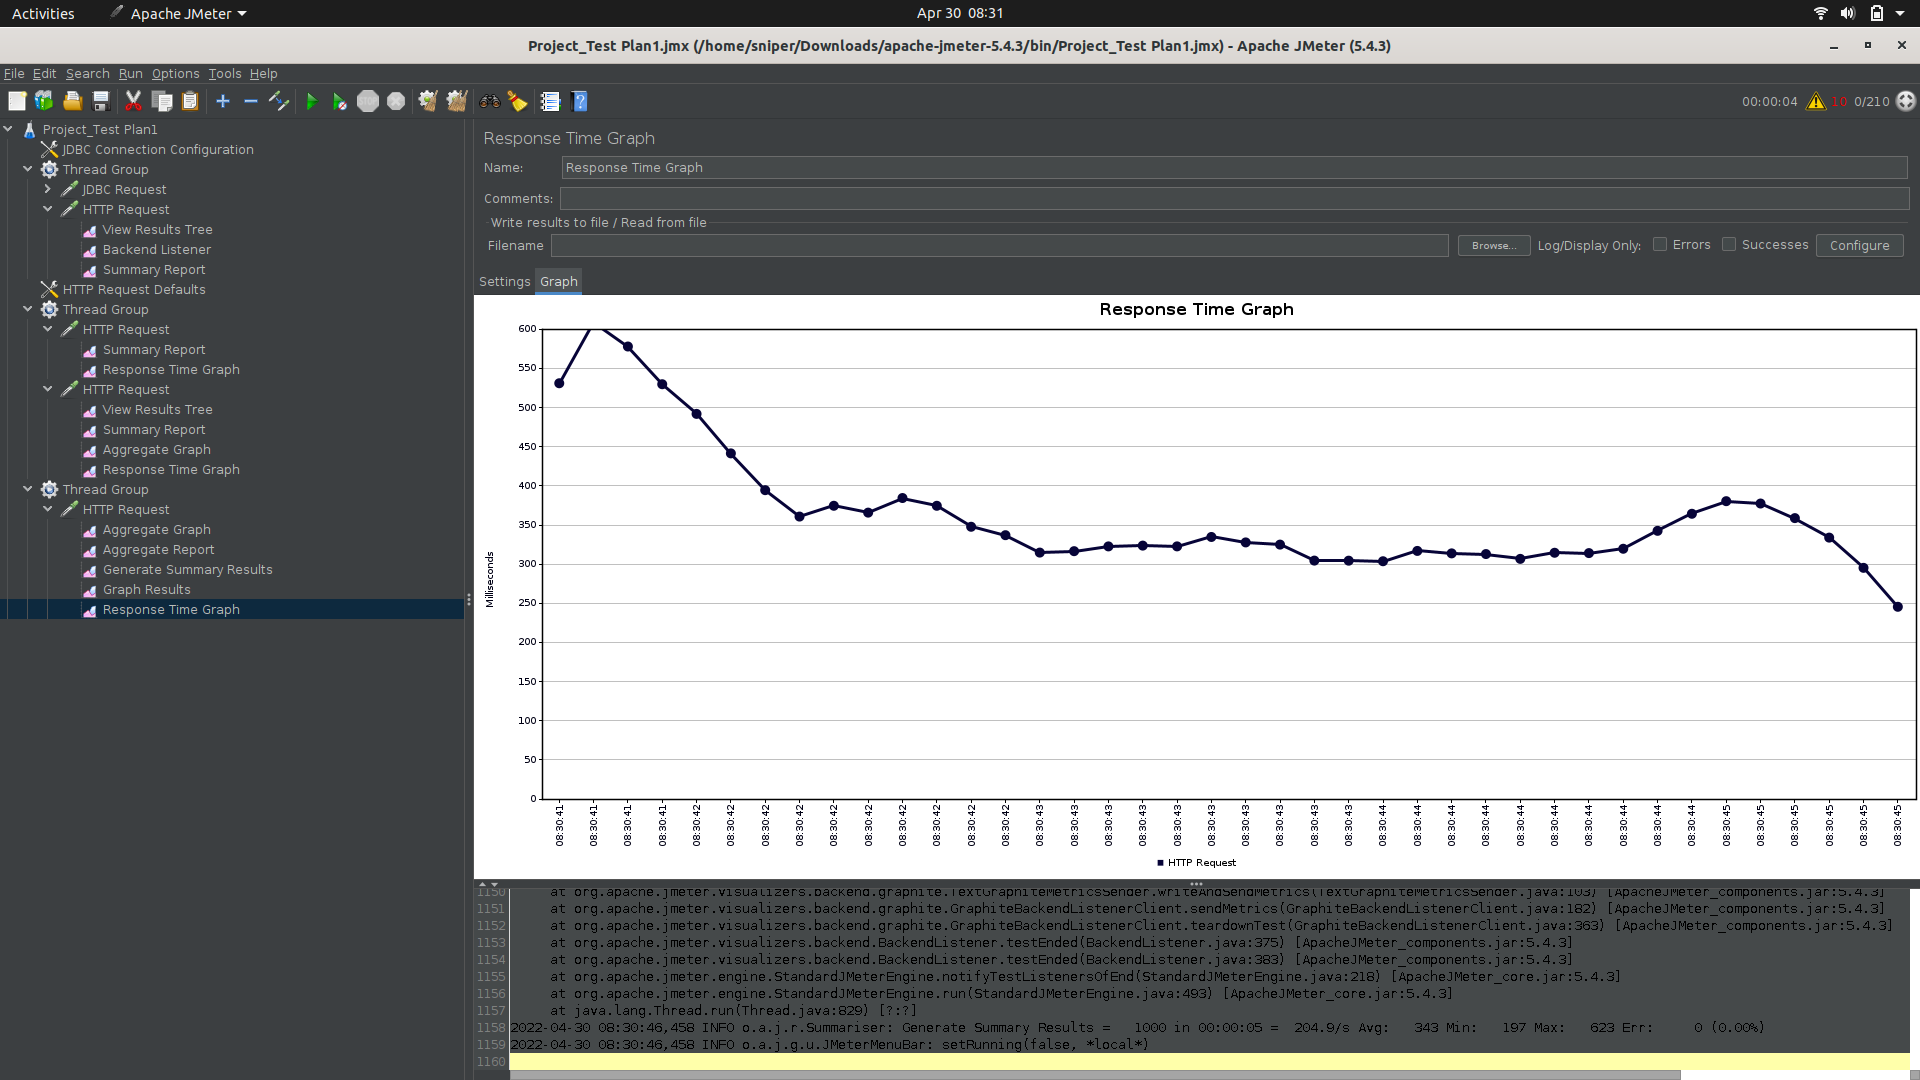 Activities
Apache JMeter
Apr 30 08:31
Project_Test Plan1.jmx (/home/sniper/Downloads/apache-jmeter-5.4.3/bin/Project_Test Plan1.jmx) - Apache JMeter (5.4.3)
File Edit Search Run Options Tools Help
00:00:04 10 0/210
Project_Test Plan1
JDBC Connection Configuration
Thread Group
JDBC Request
HTTP Request
View Results Tree
Backend Listener
Summary Report
HTTP Request Defaults
Thread Group
HTTP Request
Summary Report
Response Time Graph
HTTP Request
View Results Tree
Summary Report
Aggregate Graph
Response Time Graph
Thread Group
HTTP Request
Aggregate Graph
Aggregate Report
Generate Summary Results
Graph Results
Response Time Graph
Response Time Graph
Name: Response Time Graph
Comments:
Write results to file / Read from file
Filename Browse... Log/Display Only: Errors Successes Configure
Settings Graph
Response Time Graph
600
550
500
450
400
350
300
250
200
150
100
50
0
Milliseconds
08:30:41 08:30:41 08:30:41 08:30:41 08:30:42 08:30:42 08:30:42 08:30:42 08:30:42 08:30:42 08:30:42 08:30:42 08:30:42 08:30:42 08:30:43 08:30:43 08:30:43 08:30:43 08:30:43 08:30:43 08:30:43 08:30:43 08:30:43 08:30:43 08:30:44 08:30:44 08:30:44 08:30:44 08:30:44 08:30:44 08:30:44 08:30:44 08:30:44 08:30:44 08:30:45 08:30:45 08:30:45 08:30:45 08:30:45 08:30:45
HTTP Request
1150 at org.apache.jmeter.visualizers.backend.graphite.TextGraphiteMetricsSender.writeAndSendMetrics(TextGraphiteMetricsSender.java:103) [ApacheJMeter_components.jar:5.4.3]
1151 at org.apache.jmeter.visualizers.backend.graphite.GraphiteBackendListenerClient.sendMetrics(GraphiteBackendListenerClient.java:182) [ApacheJMeter_components.jar:5.4.3]
1152 at org.apache.jmeter.visualizers.backend.graphite.GraphiteBackendListenerClient.teardownTest(GraphiteBackendListenerClient.java:363) [ApacheJMeter_components.jar:5.4.3]
1153 at org.apache.jmeter.visualizers.backend.BackendListener.testEnded(BackendListener.java:375) [ApacheJMeter_components.jar:5.4.3]
1154 at org.apache.jmeter.visualizers.backend.BackendListener.testEnded(BackendListener.java:383) [ApacheJMeter_components.jar:5.4.3]
1155 at org.apache.jmeter.engine.StandardJMeterEngine.notifyTestListenersOfEnd(StandardJMeterEngine.java:218) [ApacheJMeter_core.jar:5.4.3]
1156 at org.apache.jmeter.engine.StandardJMeterEngine.run(StandardJMeterEngine.java:493) [ApacheJMeter_core.jar:5.4.3]
1157 at java.lang.Thread.run(Thread.java:829) [?:?]
1158 2022-04-30 08:30:46,458 INFO o.a.j.r.Summariser: Generate Summary Results = 1000 in 00:00:05 = 204.9/s Avg: 343 Min: 197 Max: 623 Err: 0 (0.00%)
1159 2022-04-30 08:30:46,458 INFO o.a.j.g.u.JMeterMenuBar: setRunning(false, *local*)
1160